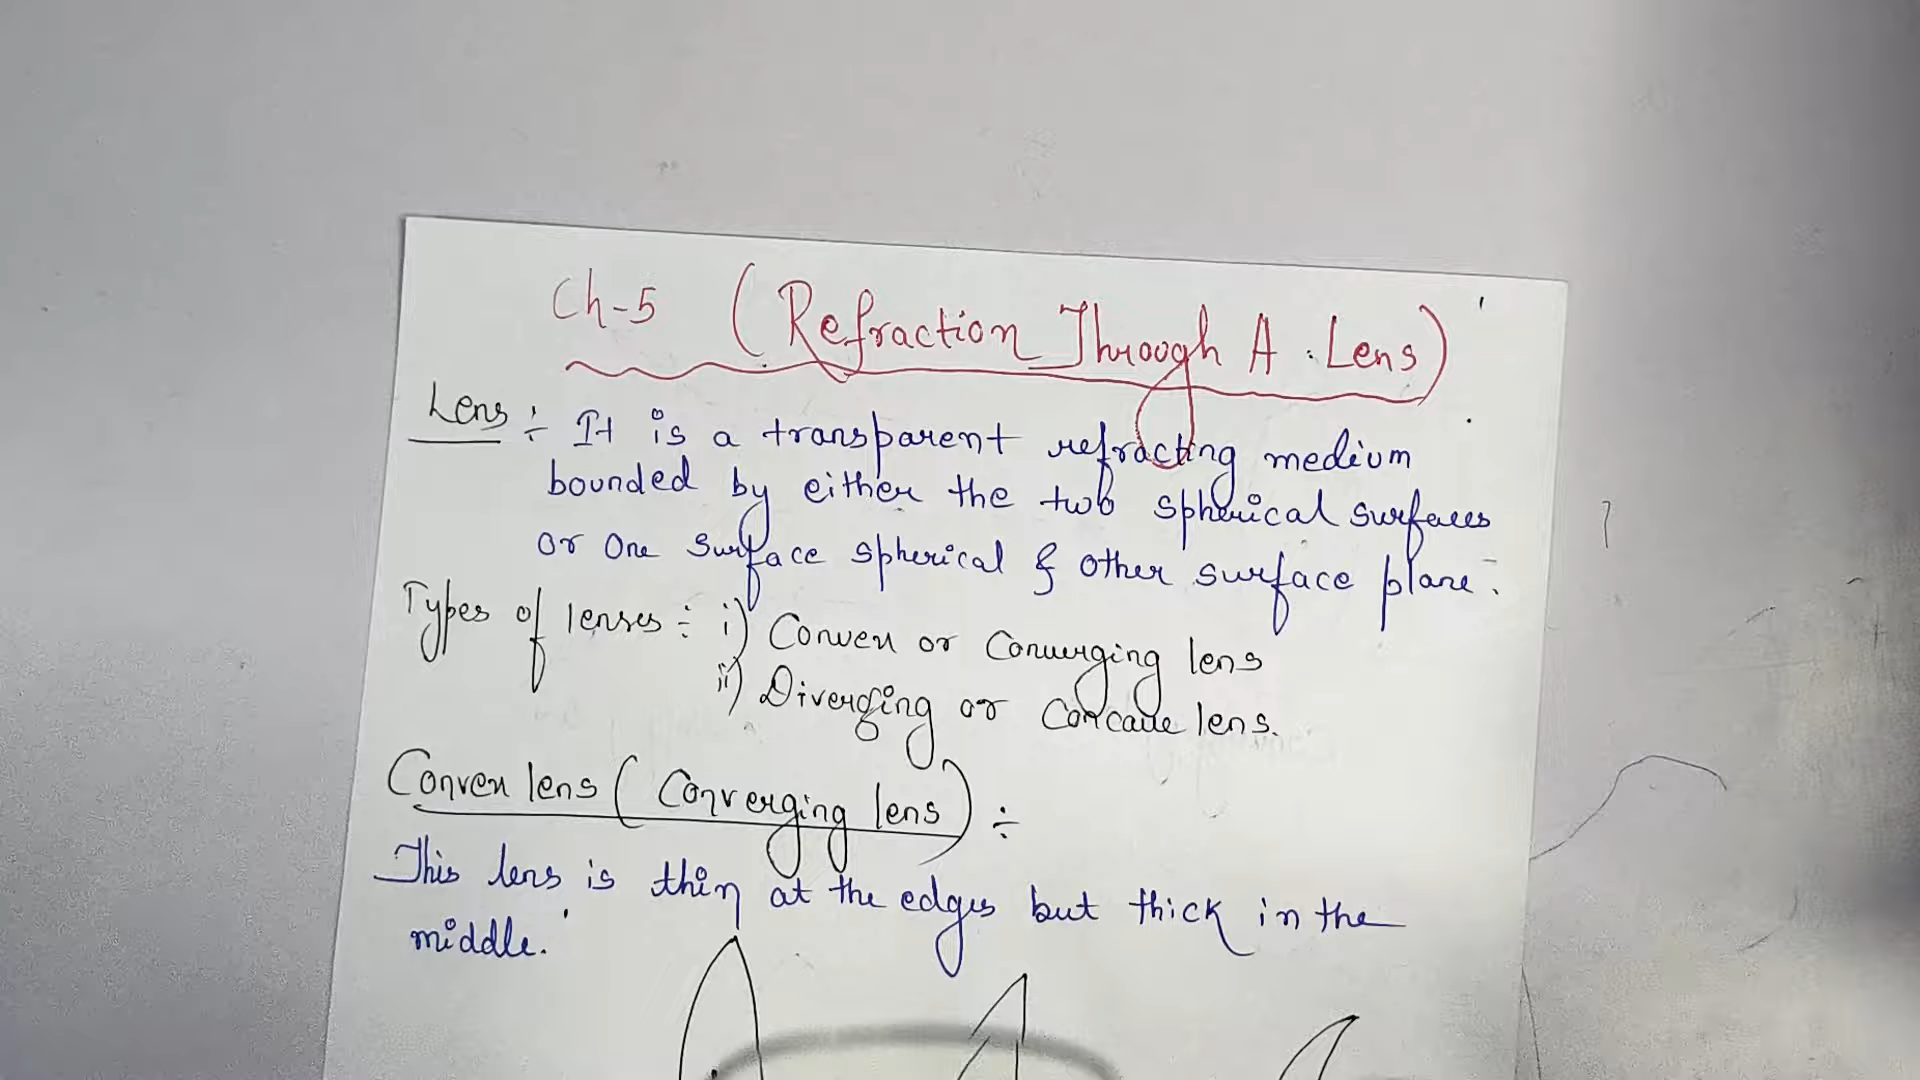 Ch-5 (Refraction Through A Lens)
Lens ÷ It is a transparent refracting medium
bounded by either the two spherical surfaces
or one surface spherical & other surface plane.
Types of lenses ÷ i) Convex or Converging lens
ii) Diverging or Concave lens.
Convex lens (Converging lens) ÷
This lens is thin at the edges but thick in the
middle.